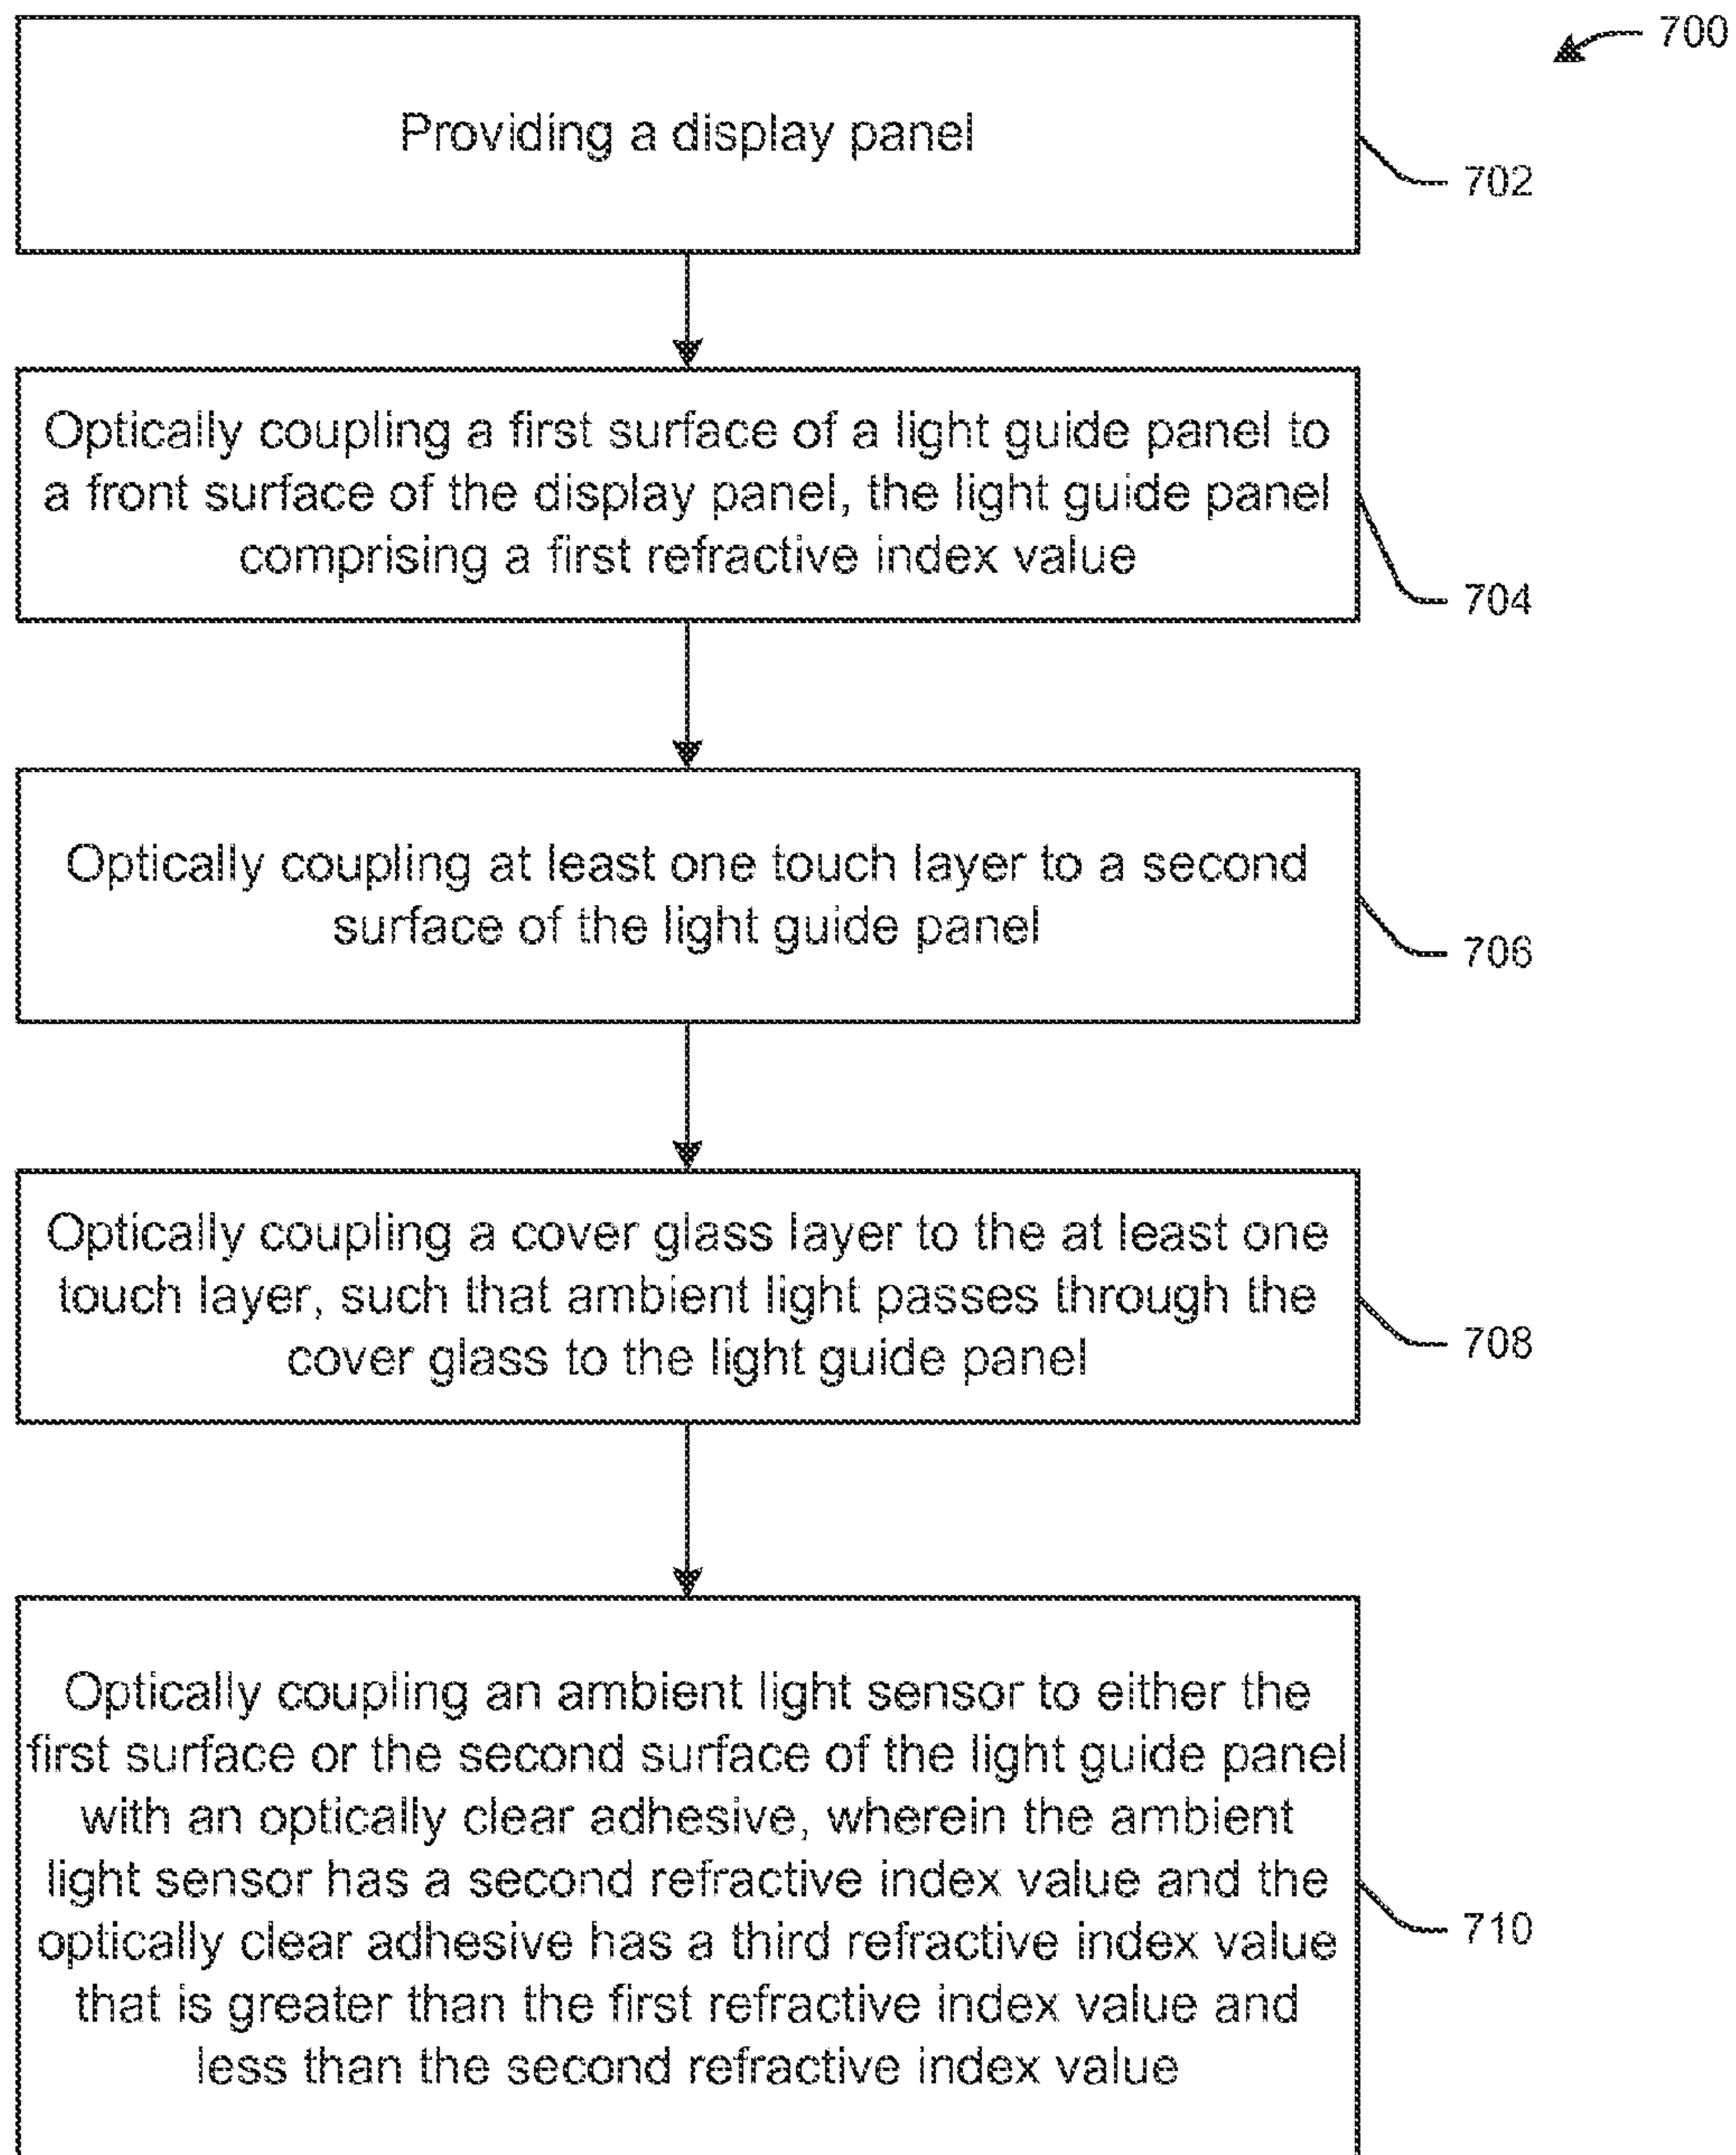 700
Providing a display panel
702
Optically coupling a first surface of a light guide panel to
a front surface of the display panel, the light guide panel
comprising a first refractive index value
704
Optically coupling at least one touch layer to a second
surface of the light guide panel
706
Optically coupling a cover glass layer to the at least one
touch layer, such that ambient light passes through the
cover glass to the light guide panel
708
Optically coupling an ambient light sensor to either the
first surface or the second surface of the light guide panel
with an optically clear adhesive, wherein the ambient
light sensor has a second refractive index value and the
optically clear adhesive has a third refractive index value
that is greater than the first refractive index value and
less than the second refractive index value
710